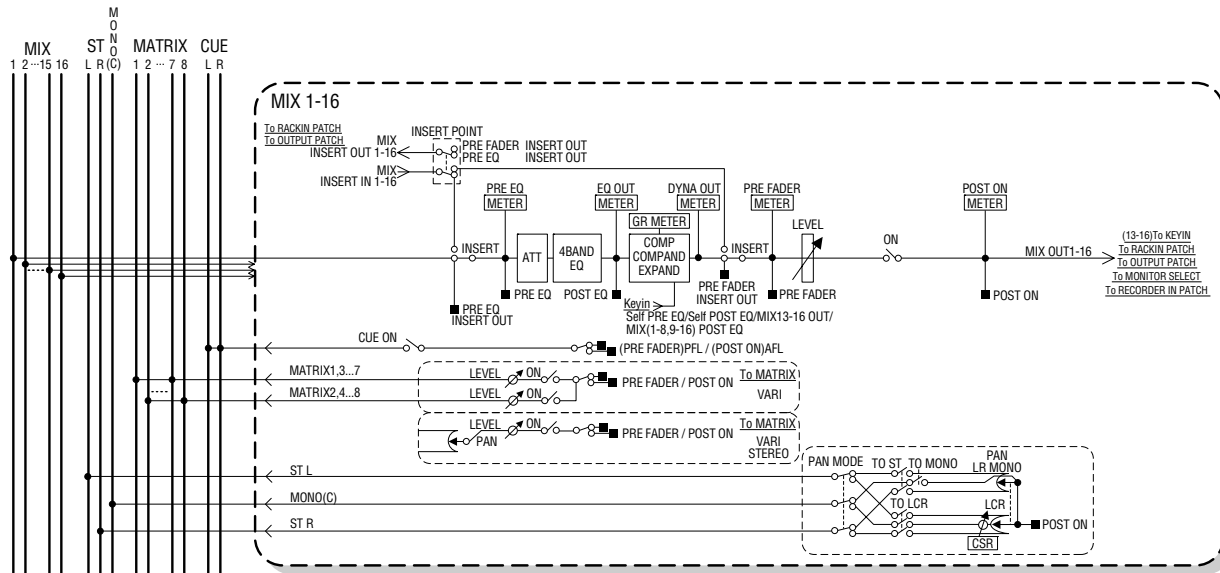 MONO(C)
MIX ST MATRIX CUE
1 2 ··· 15 16 L R 1 2 ··· 7 8 L R
MIX 1-16
To RACKIN PATCH
To OUTPUT PATCH
MIX
INSERT OUT 1-16
MIX
INSERT IN 1-16
INSERT POINT
PRE FADER INSERT OUT
PRE EQ INSERT OUT
PRE EQ
METER
EQ OUT
METER
DYNA OUT
METER
PRE FADER
METER
POST ON
METER
GR METER
LEVEL
INSERT
ATT
4BAND
EQ
COMP
COMPAND
EXPAND
INSERT
ON
MIX OUT1-16
(13-16)To KEYIN
To RACKIN PATCH
To OUTPUT PATCH
To MONITOR SELECT
To RECORDER IN PATCH
PRE EQ
INSERT OUT
PRE EQ
POST EQ
PRE FADER
INSERT OUT
PRE FADER
POST ON
Keyin
Self PRE EQ/Self POST EQ/MIX13-16 OUT/
MIX(1-8,9-16) POST EQ
CUE ON
(PRE FADER)PFL / (POST ON)AFL
MATRIX1,3...7
LEVEL ON
PRE FADER / POST ON
To MATRIX
VARI
MATRIX2,4...8
LEVEL ON
LEVEL ON
PAN
PRE FADER / POST ON
To MATRIX
VARI
STEREO
ST L
MONO(C)
ST R
PAN MODE
TO ST TO MONO
PAN
LR MONO
TO LCR
LCR
CSR
POST ON